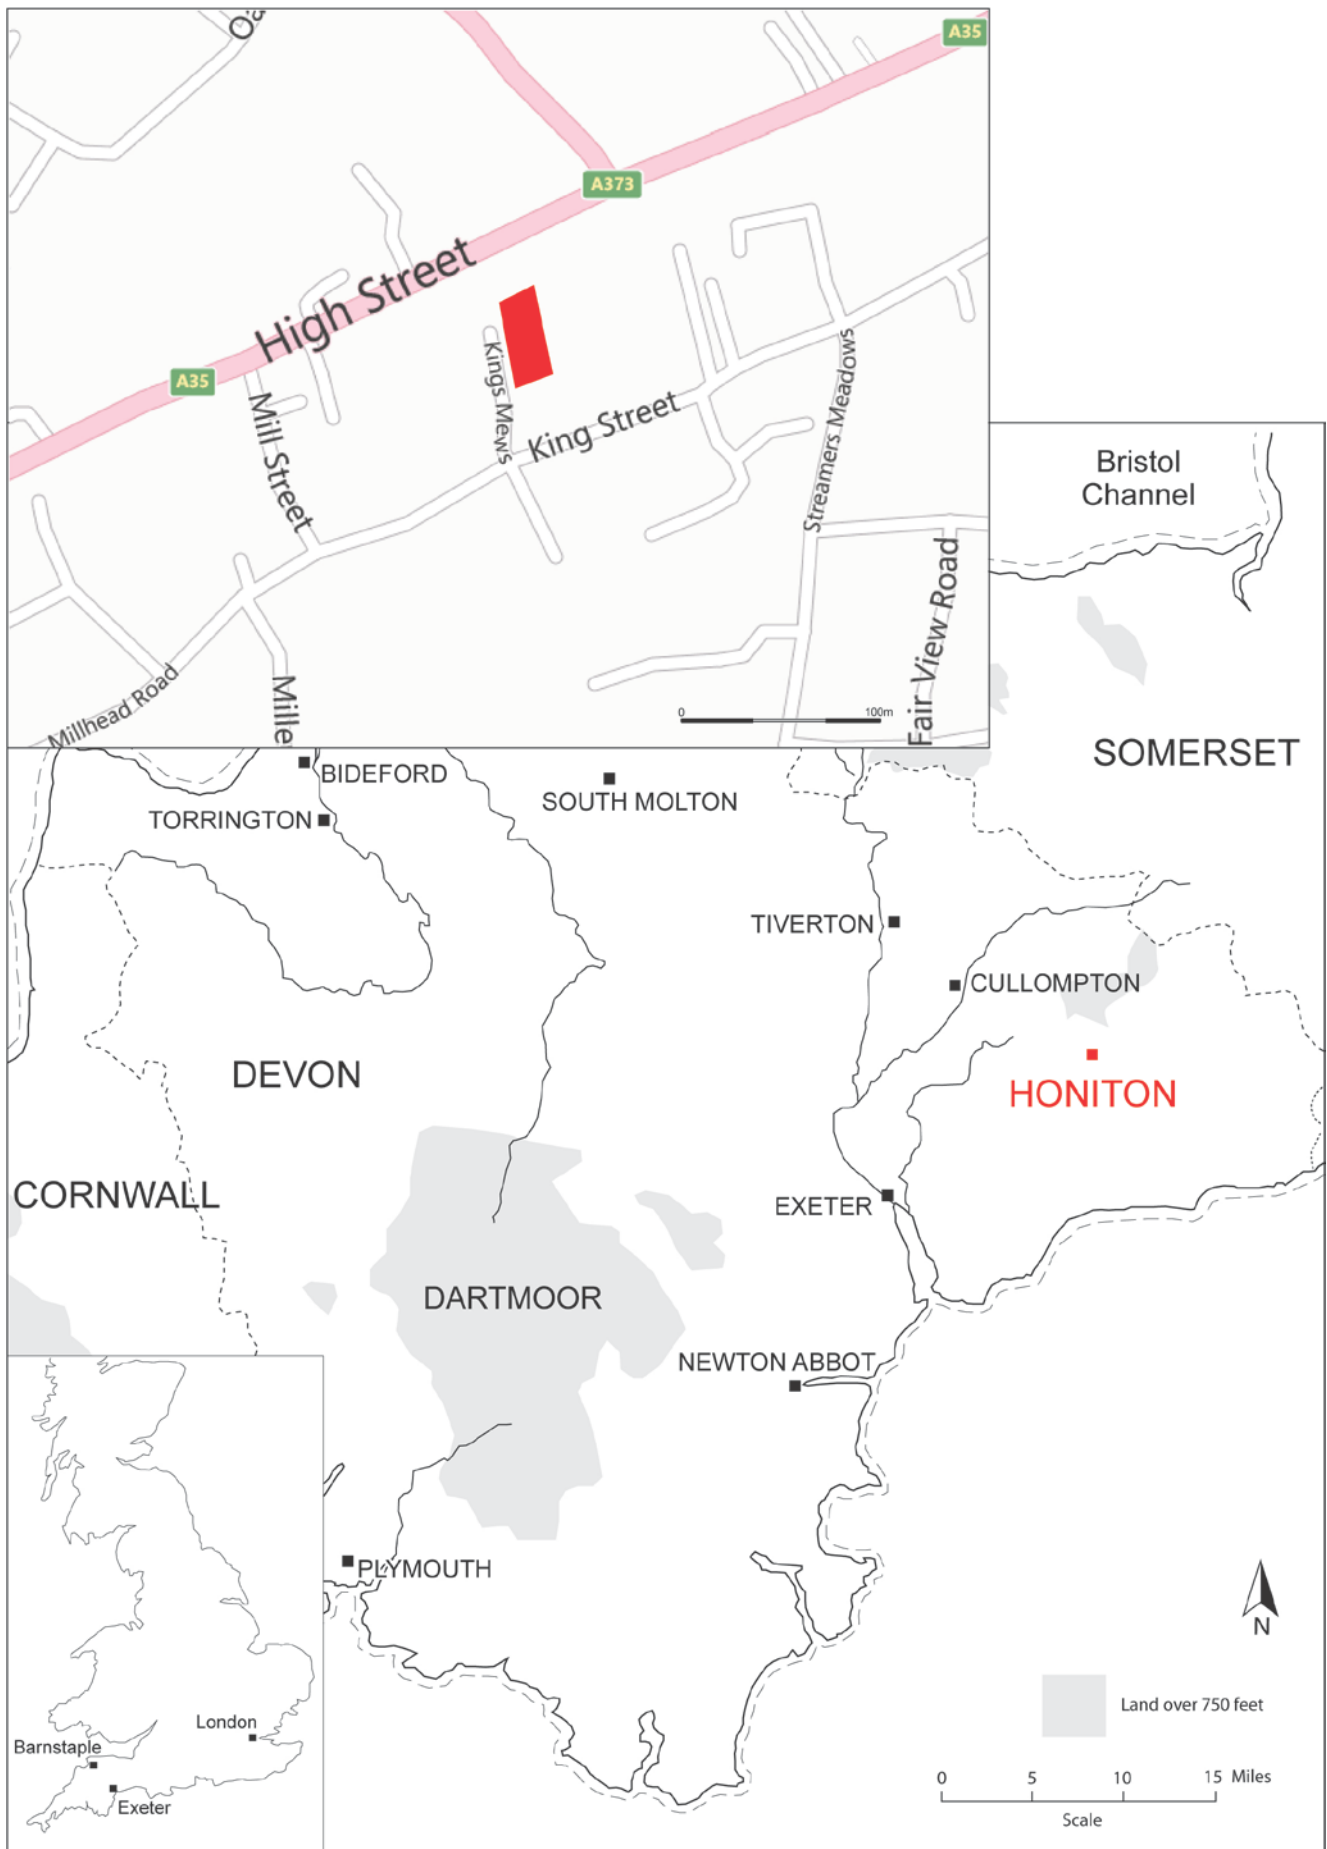 Oa
A35
A373
High Street
A35
Kings Mews
Mill Street
King Street
Streamers Meadows
Fair View Road
Millhead Road
Mille
0 100m
Bristol
Channel
SOMERSET
BIDEFORD
SOUTH MOLTON
TORRINGTON
TIVERTON
CULLOMPTON
DEVON
HONITON
CORNWALL
EXETER
DARTMOOR
NEWTON ABBOT
PLYMOUTH
N
Land over 750 feet
London
Barnstaple
Exeter
0 5 10 15 Miles
Scale